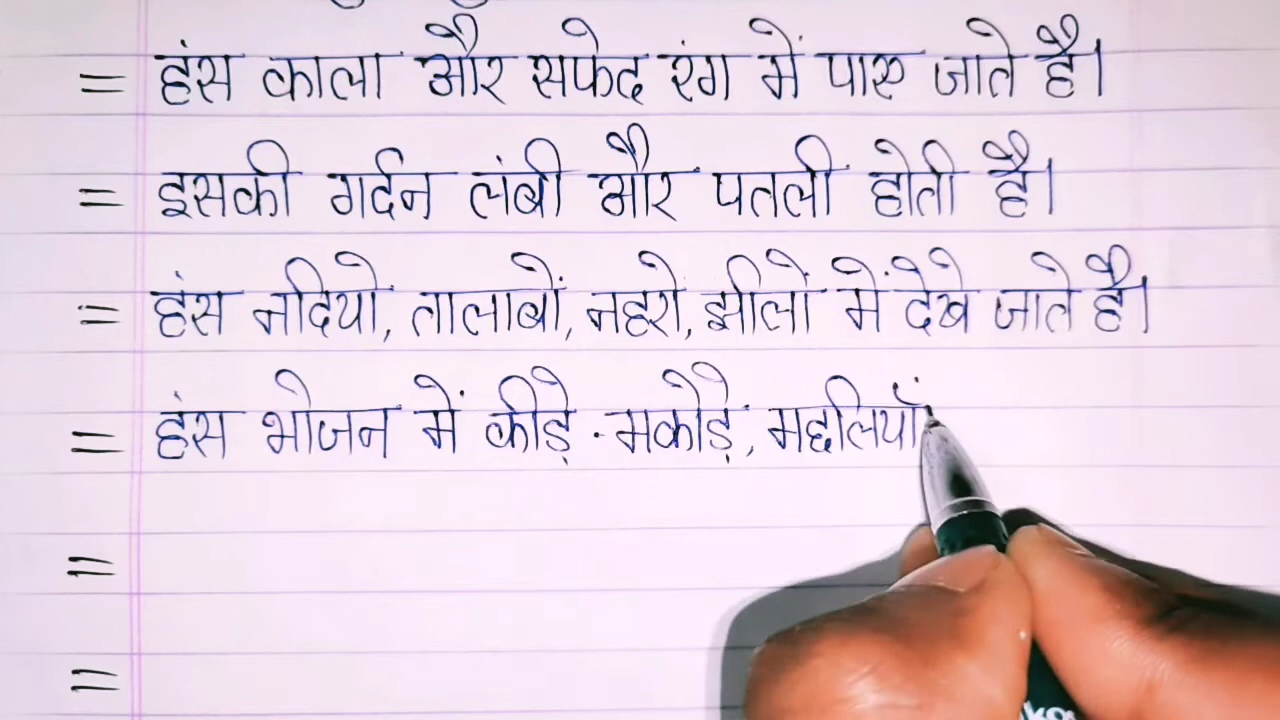 = हंस काला और सफेद रंग में पाए जाते है।
= इसकी गर्दन लंबी और पतली होती है।
= हंस नदियो, तालाबों, नहरो, झीलों में देखे जाते है।
= हंस भोजन में कीड़े-मकोड़े, मछलियाँ
=
=